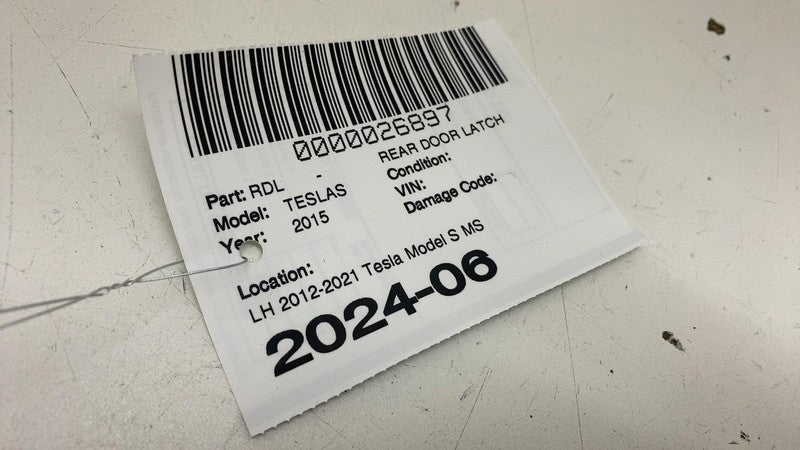 0000026897
Part: RDL - REAR DOOR LATCH
Model: TESLAS Condition:
Year: 2015 VIN:
Damage Code:
Location:
LH 2012-2021 Tesla Model S MS
2024-06